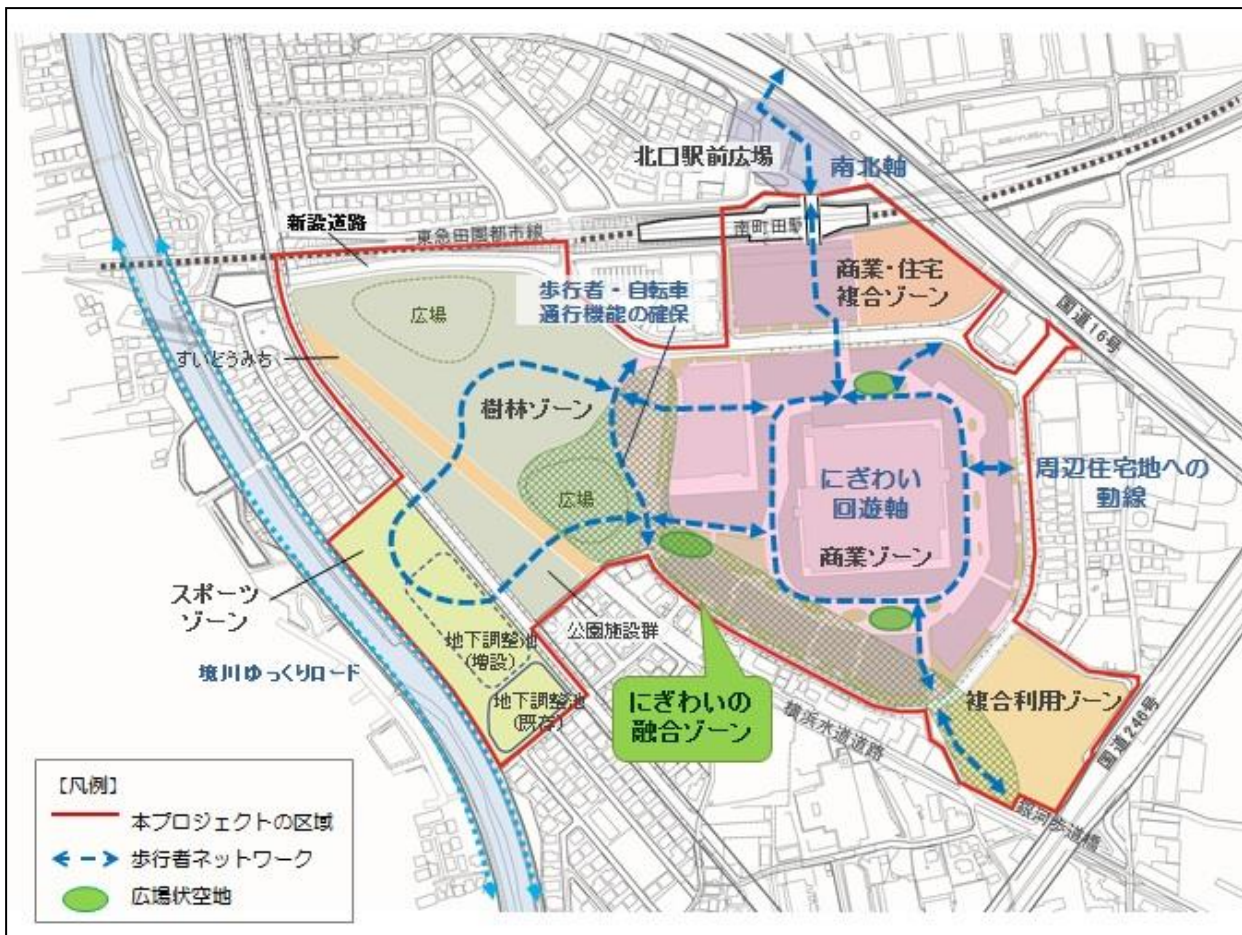 北口駅前広場
南北軸
新設道路
東急田園都市線
南町田駅
商業・住宅
複合ゾーン
国道16号
歩行者・自転車
通行機能の確保
広場
すいどうみち
樹林ゾーン
広場
にぎわい
回遊軸
商業ゾーン
周辺住宅地への
動線
スポーツ
ゾーン
公園施設群
地下調整池
(増設)
地下調整池
(既存)
境川ゆっくりロード
にぎわいの
融合ゾーン
横浜水道道路
複合利用ゾーン
国道246号
銀河歩道橋
【凡例】
本プロジェクトの区域
歩行者ネットワーク
広場状空地